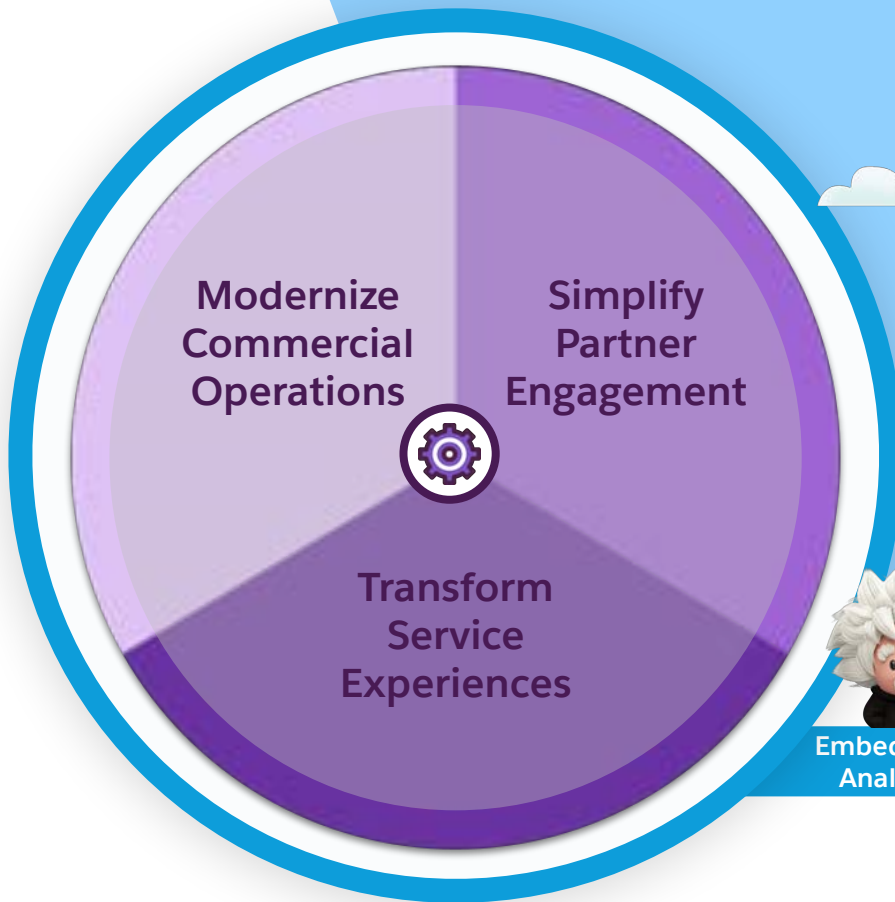 Modernize
Commercial
Operations
Simplify
Partner
Engagement
Transform
Service
Experiences